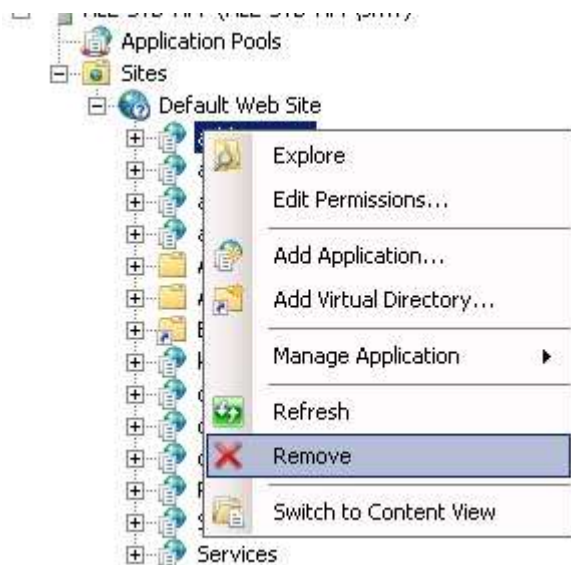 Application Pools
Sites
Default Web Site
Explore
Edit Permissions...
Add Application...
Add Virtual Directory...
Manage Application
Refresh
Remove
Switch to Content View
Services